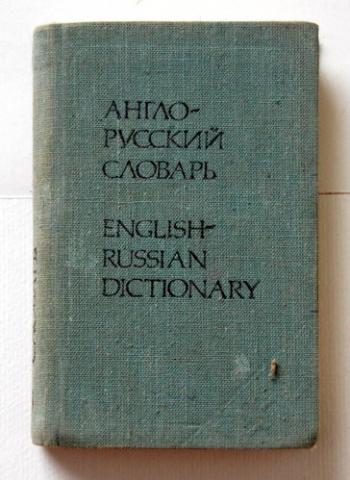 АНГЛО-
РУССКИЙ
СЛОВАРЬ
ENGLISH-
RUSSIAN
DICTIONARY